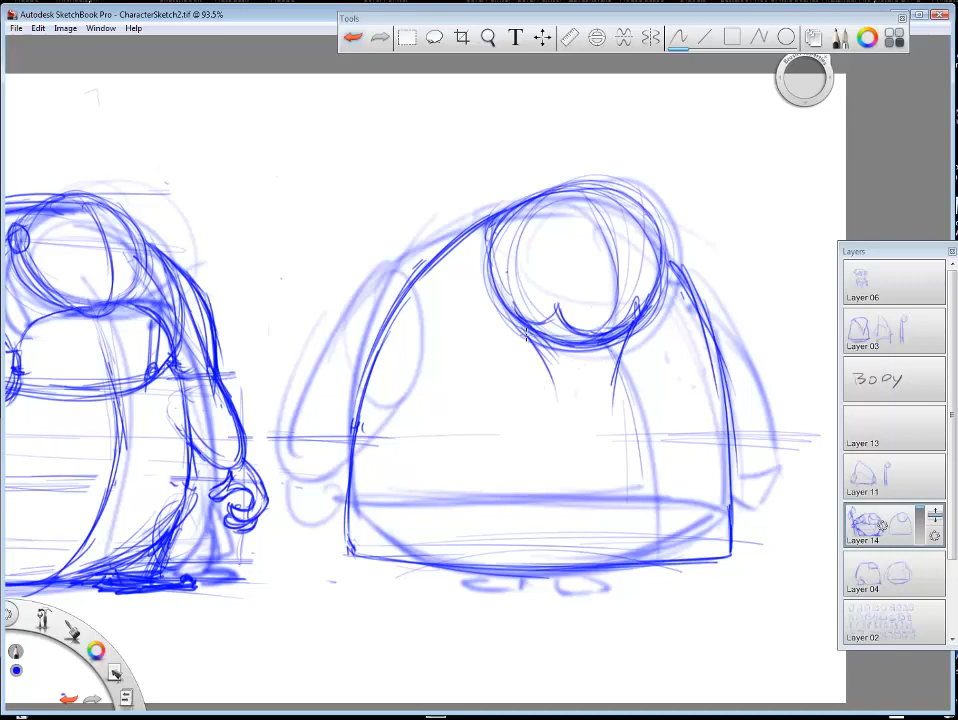 Autodesk SketchBook Pro - CharacterSketch2.tif @ 93.5%
File Edit Image Window Help
Tools
T
Layers
Layer 06
Layer 03
BODY
Layer 13
Layer 11
Layer 14
Layer 04
Layer 02